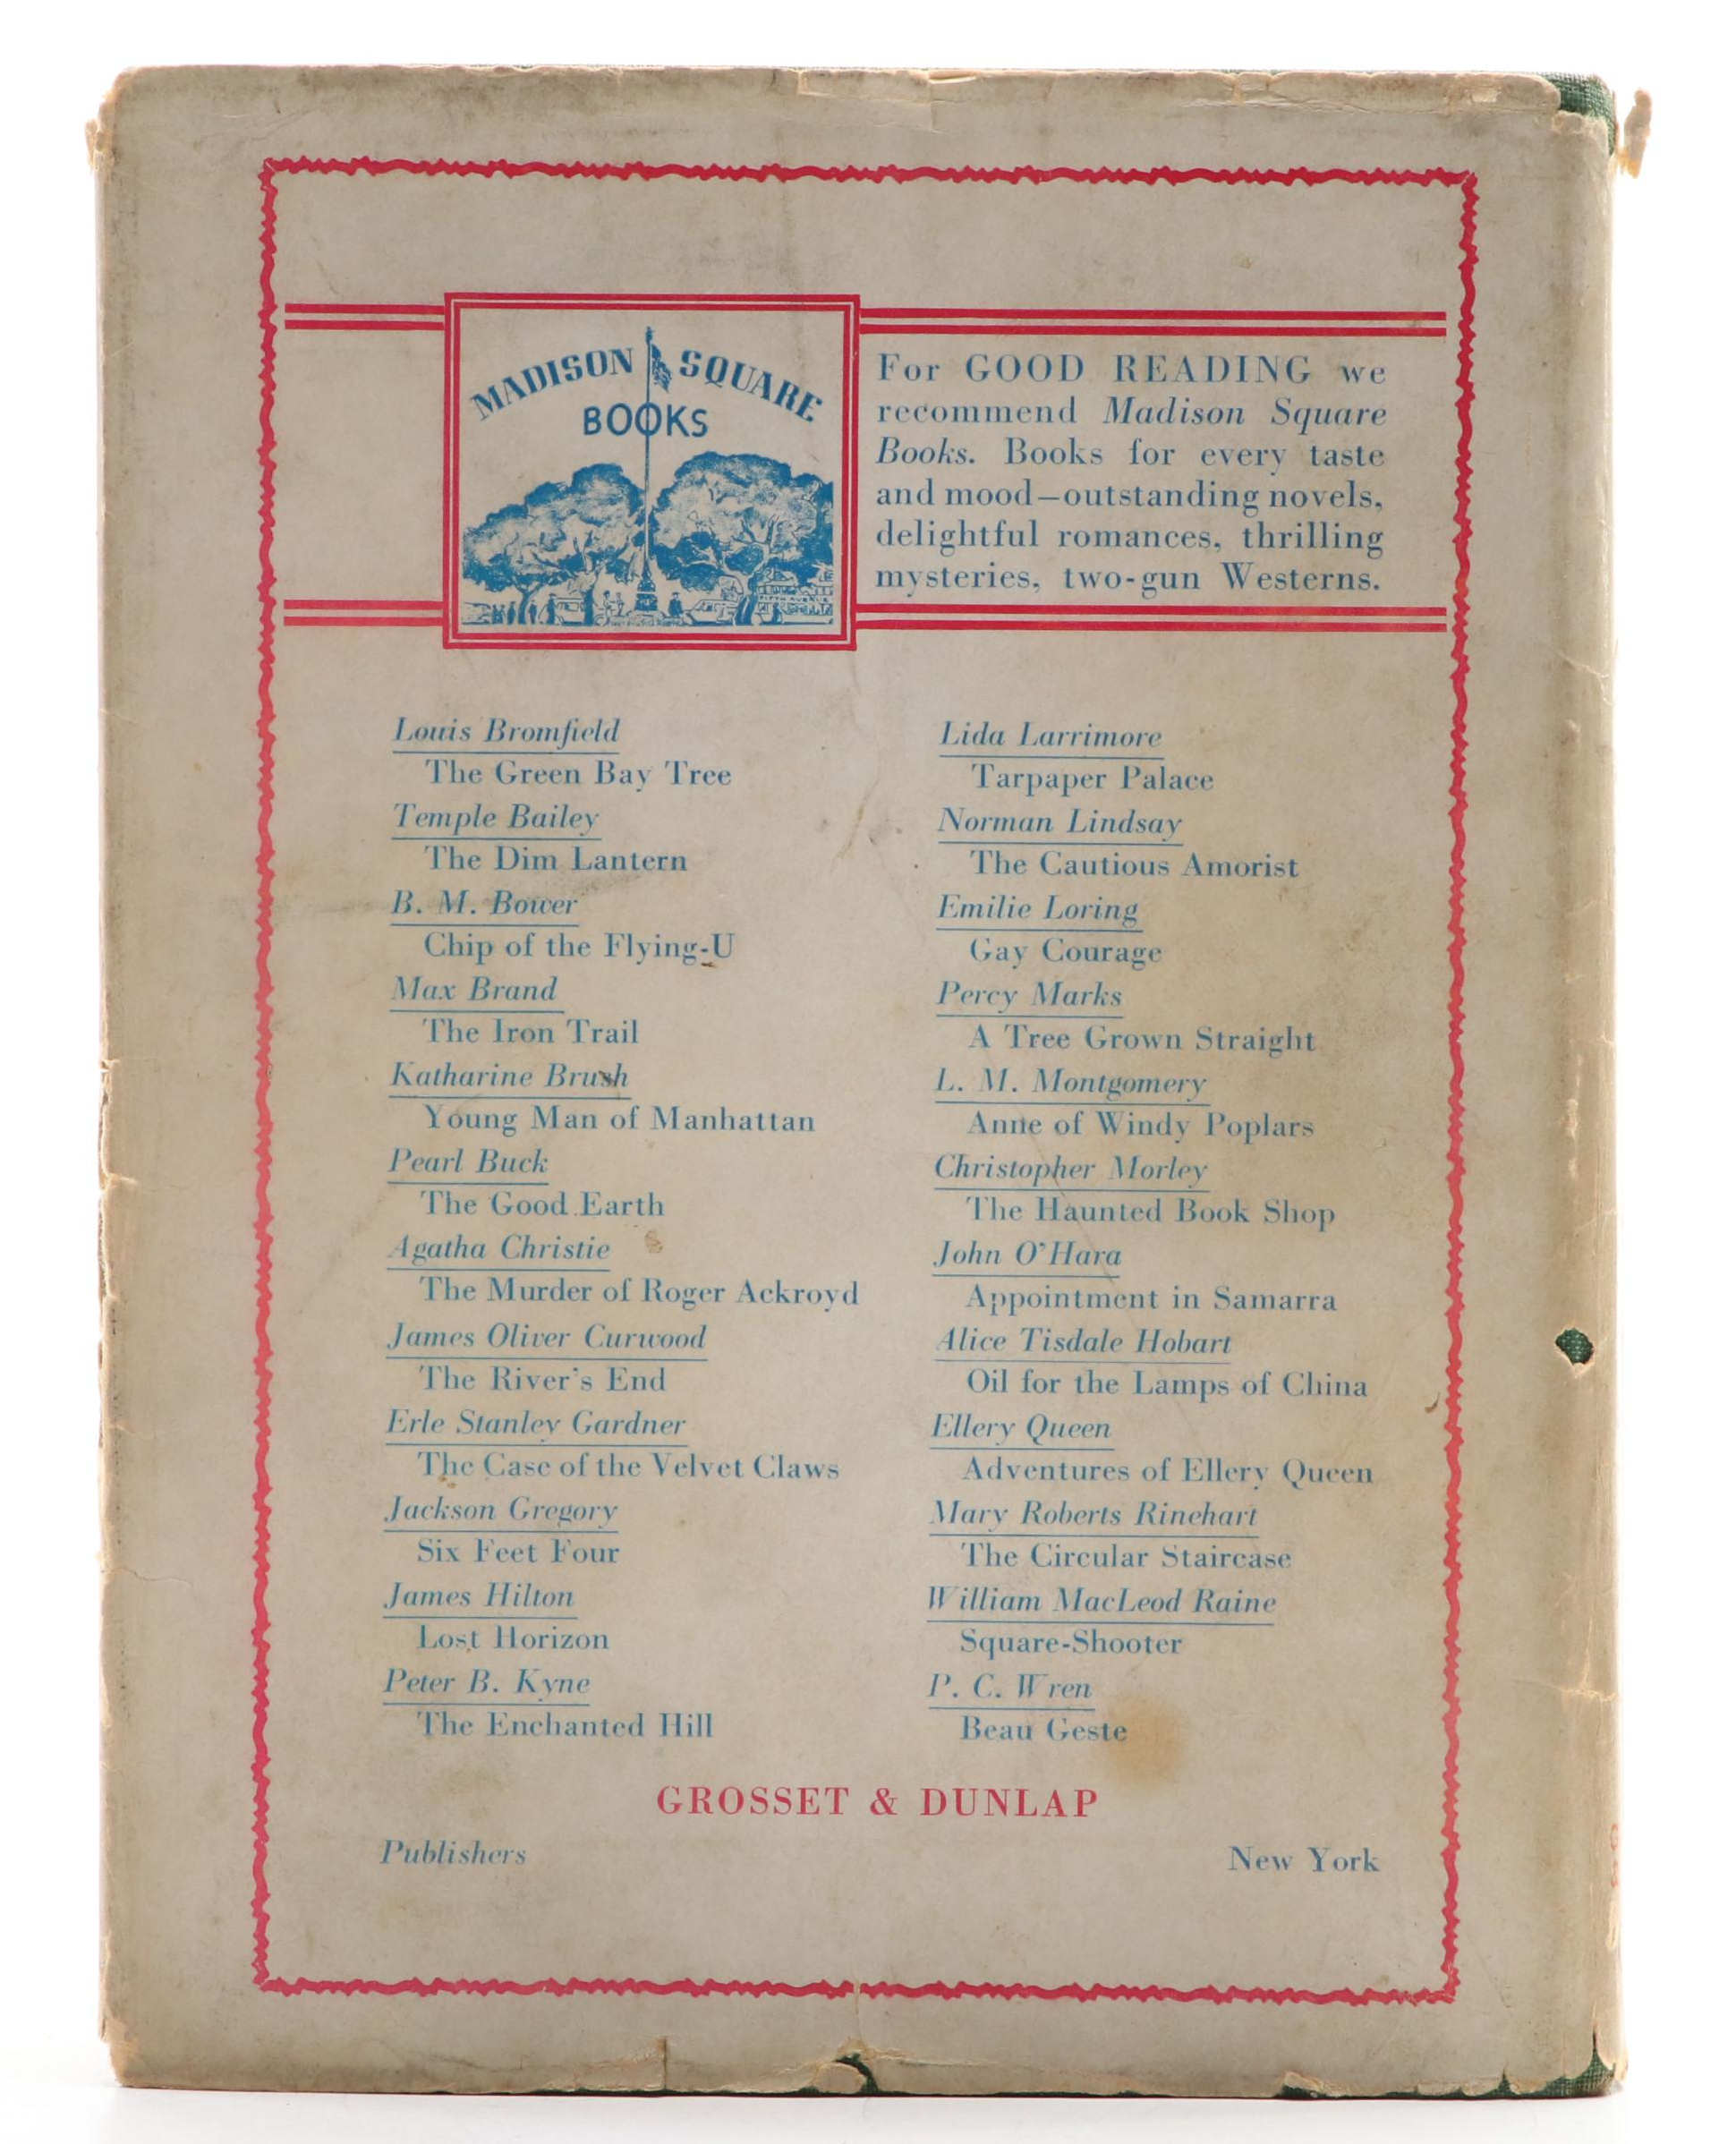 MADISON SQUARE
BOOKS
For GOOD READING we
recommend Madison Square
Books. Books for every taste
and mood—outstanding novels,
delightful romances, thrilling
mysteries, two-gun Westerns.
Louis Bromfield
The Green Bay Tree
Temple Bailey
The Dim Lantern
B. M. Bower
Chip of the Flying-U
Max Brand
The Iron Trail
Katharine Brush
Young Man of Manhattan
Pearl Buck
The Good Earth
Agatha Christie
The Murder of Roger Ackroyd
James Oliver Curwood
The River's End
Erle Stanley Gardner
The Case of the Velvet Claws
Jackson Gregory
Six Feet Four
James Hilton
Lost Horizon
Peter B. Kyne
The Enchanted Hill
Lida Larrimore
Tarpaper Palace
Norman Lindsay
The Cautious Amorist
Emilie Loring
Gay Courage
Percy Marks
A Tree Grown Straight
L. M. Montgomery
Anne of Windy Poplars
Christopher Morley
The Haunted Book Shop
John O'Hara
Appointment in Samarra
Alice Tisdale Hobart
Oil for the Lamps of China
Ellery Queen
Adventures of Ellery Queen
Mary Roberts Rinehart
The Circular Staircase
William MacLeod Raine
Square-Shooter
P. C. Wren
Beau Geste
GROSSET & DUNLAP
Publishers New York